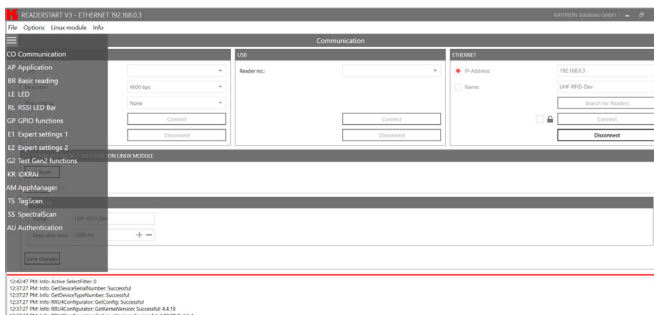 READERSTART V3 - ETHERNET 192.168.0.3
KATHREIN Solutions GmbH
File Options Linux module Info
Communication
CO Communication
AP Application
BR Basic reading
LE LED
RL RSSI LED Bar
GP GPIO functions
E1 Expert settings 1
E2 Expert settings 2
G2 Test Gen2 functions
KR
AM AppManager
TS TagScan
SS SpectralScan
AU Authentication
9600 bps
None
Connect
Disconnect
USB
Reader no.:
Connect
Disconnect
ETHERNET
IP-Address:
192.168.0.3
Name:
UHF-RFID-Dev
Search for Readers
Connect
Disconnect
ON LINUX MODULE
UHF-RFID-Dev
Save changes
12:42:47 PM: Info: Active SelectFilter: 0
12:37:27 PM: Info: GetDeviceSerialNumber: Successful
12:37:27 PM: Info: GetDeviceTypeNumber: Successful
12:37:27 PM: Info: RRU4Configurator: GetConfig: Successful
12:37:27 PM: Info: RRU4Configurator: GetKernelVersion: Successful: 4.4.19